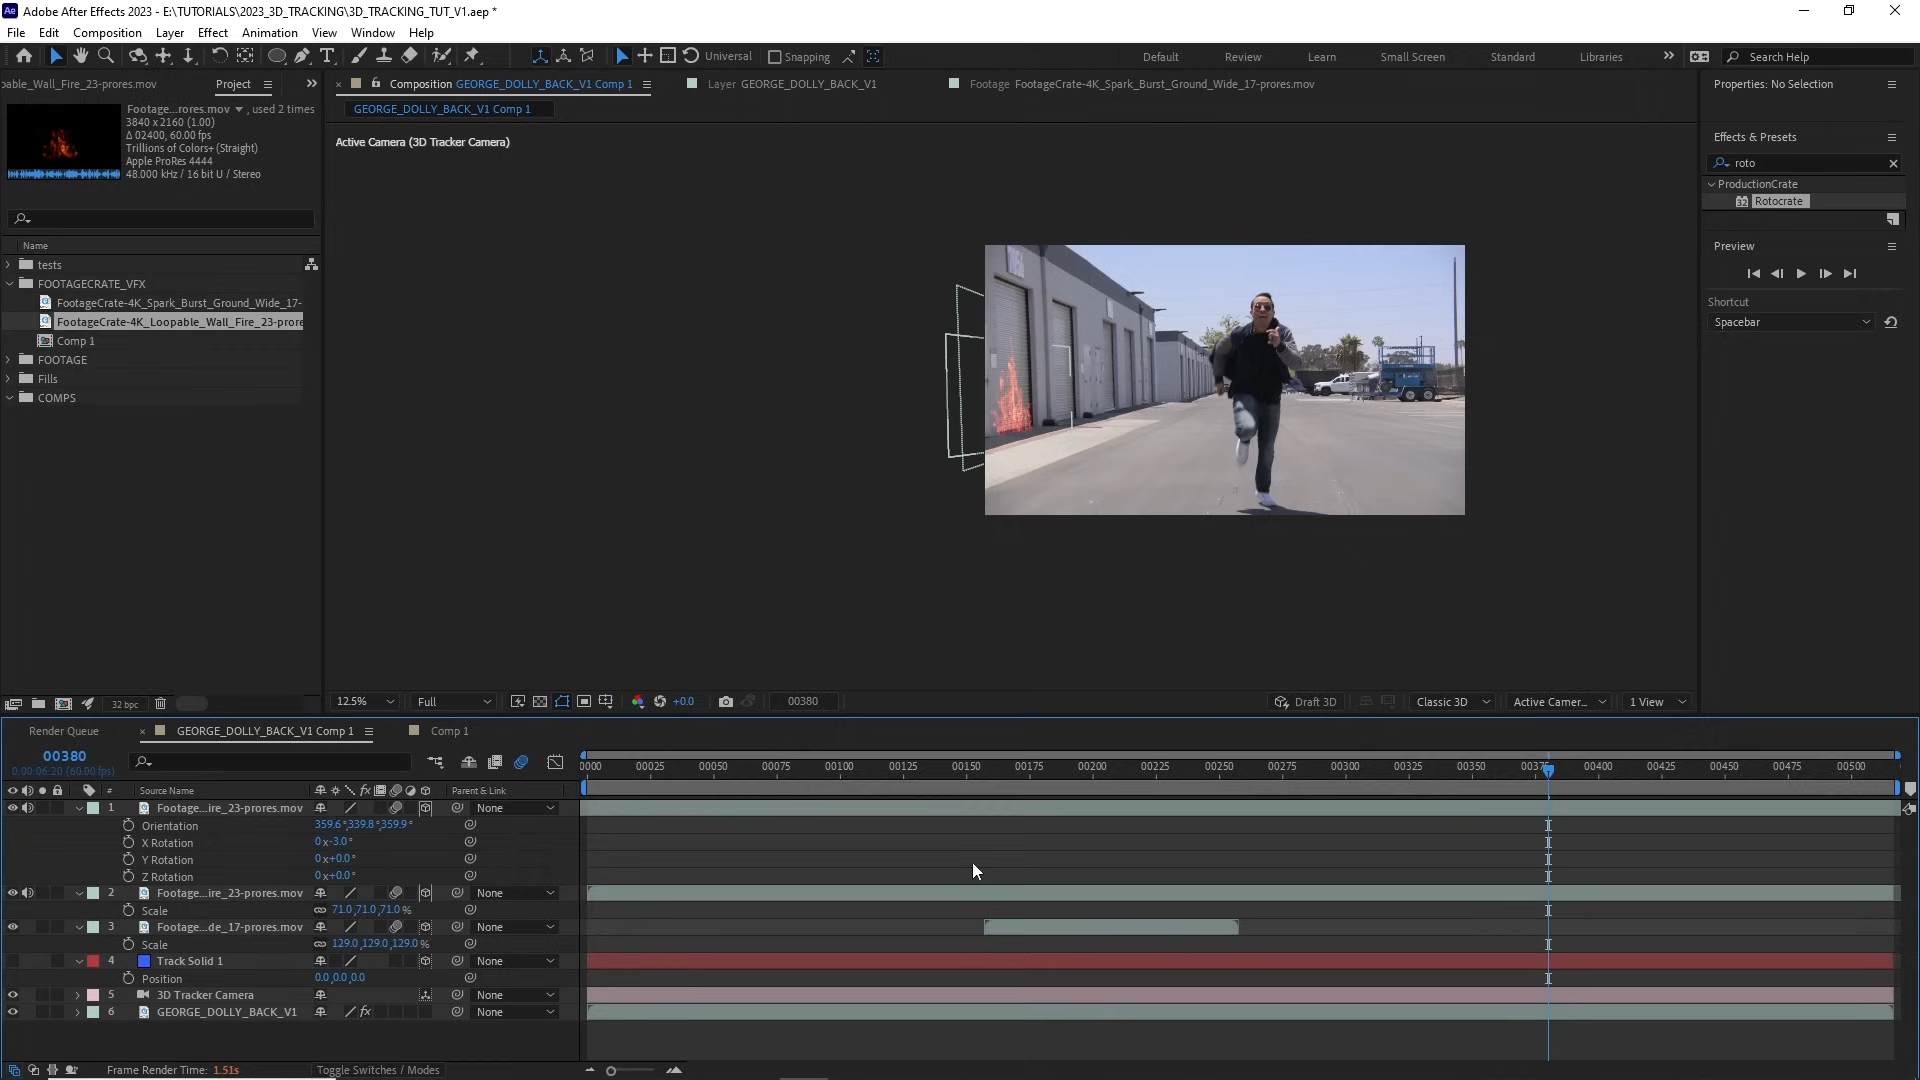 Ae Adobe After Effects 2023 - E:\TUTORIALS\2023_3D_TRACKING\3D_TRACKING_TUT_V1.aep *
File Edit Composition Layer Effect Animation View Window Help
Universal Snapping Default Review Learn Small Screen Standard Libraries Search Help
pable_Wall_Fire_23-prores.mov Project
Composition GEORGE_DOLLY_BACK_V1 Comp 1 Layer GEORGE_DOLLY_BACK_V1 Footage FootageCrate-4K_Spark_Burst_Ground_Wide_17-prores.mov
Properties: No Selection
Footage...rores.mov , used 2 times
3840 x 2160 (1.00)
Δ 02400, 60.00 fps
Trillions of Colors+ (Straight)
Apple ProRes 4444
48.000 kHz / 16 bit U / Stereo
GEORGE_DOLLY_BACK_V1 Comp 1
Active Camera (3D Tracker Camera)
Effects & Presets
roto
ProductionCrate
32 Rotocrate
Preview
Shortcut
Spacebar
Name
tests
FOOTAGECRATE_VFX
FootageCrate-4K_Spark_Burst_Ground_Wide_17-
FootageCrate-4K_Loopable_Wall_Fire_23-prore
Comp 1
FOOTAGE
Fills
COMPS
32 bpc
12.5% Full +0.0 00380 Draft 3D Classic 3D Active Camer... 1 View
Render Queue GEORGE_DOLLY_BACK_V1 Comp 1 Comp 1
00380
0:00:06:20 (60.00 fps)
0000 00025 00050 00075 00100 00125 00150 00175 00200 00225 00250 00275 00300 00325 00350 0037 00400 00425 00450 00475 00500
# Source Name fx Parent & Link
1 Footage...ire_23-prores.mov None
Orientation 359.6°,339.8°,359.9°
X Rotation 0x-3.0°
Y Rotation 0x+0.0°
Z Rotation 0x+0.0°
2 Footage...ire_23-prores.mov None
Scale 71.0,71.0,71.0%
3 Footage...de_17-prores.mov None
Scale 129.0,129.0,129.0%
4 Track Solid 1 None
Position 0.0,0.0,0.0
5 3D Tracker Camera None
6 GEORGE_DOLLY_BACK_V1 fx None
Frame Render Time: 1.51s Toggle Switches / Modes